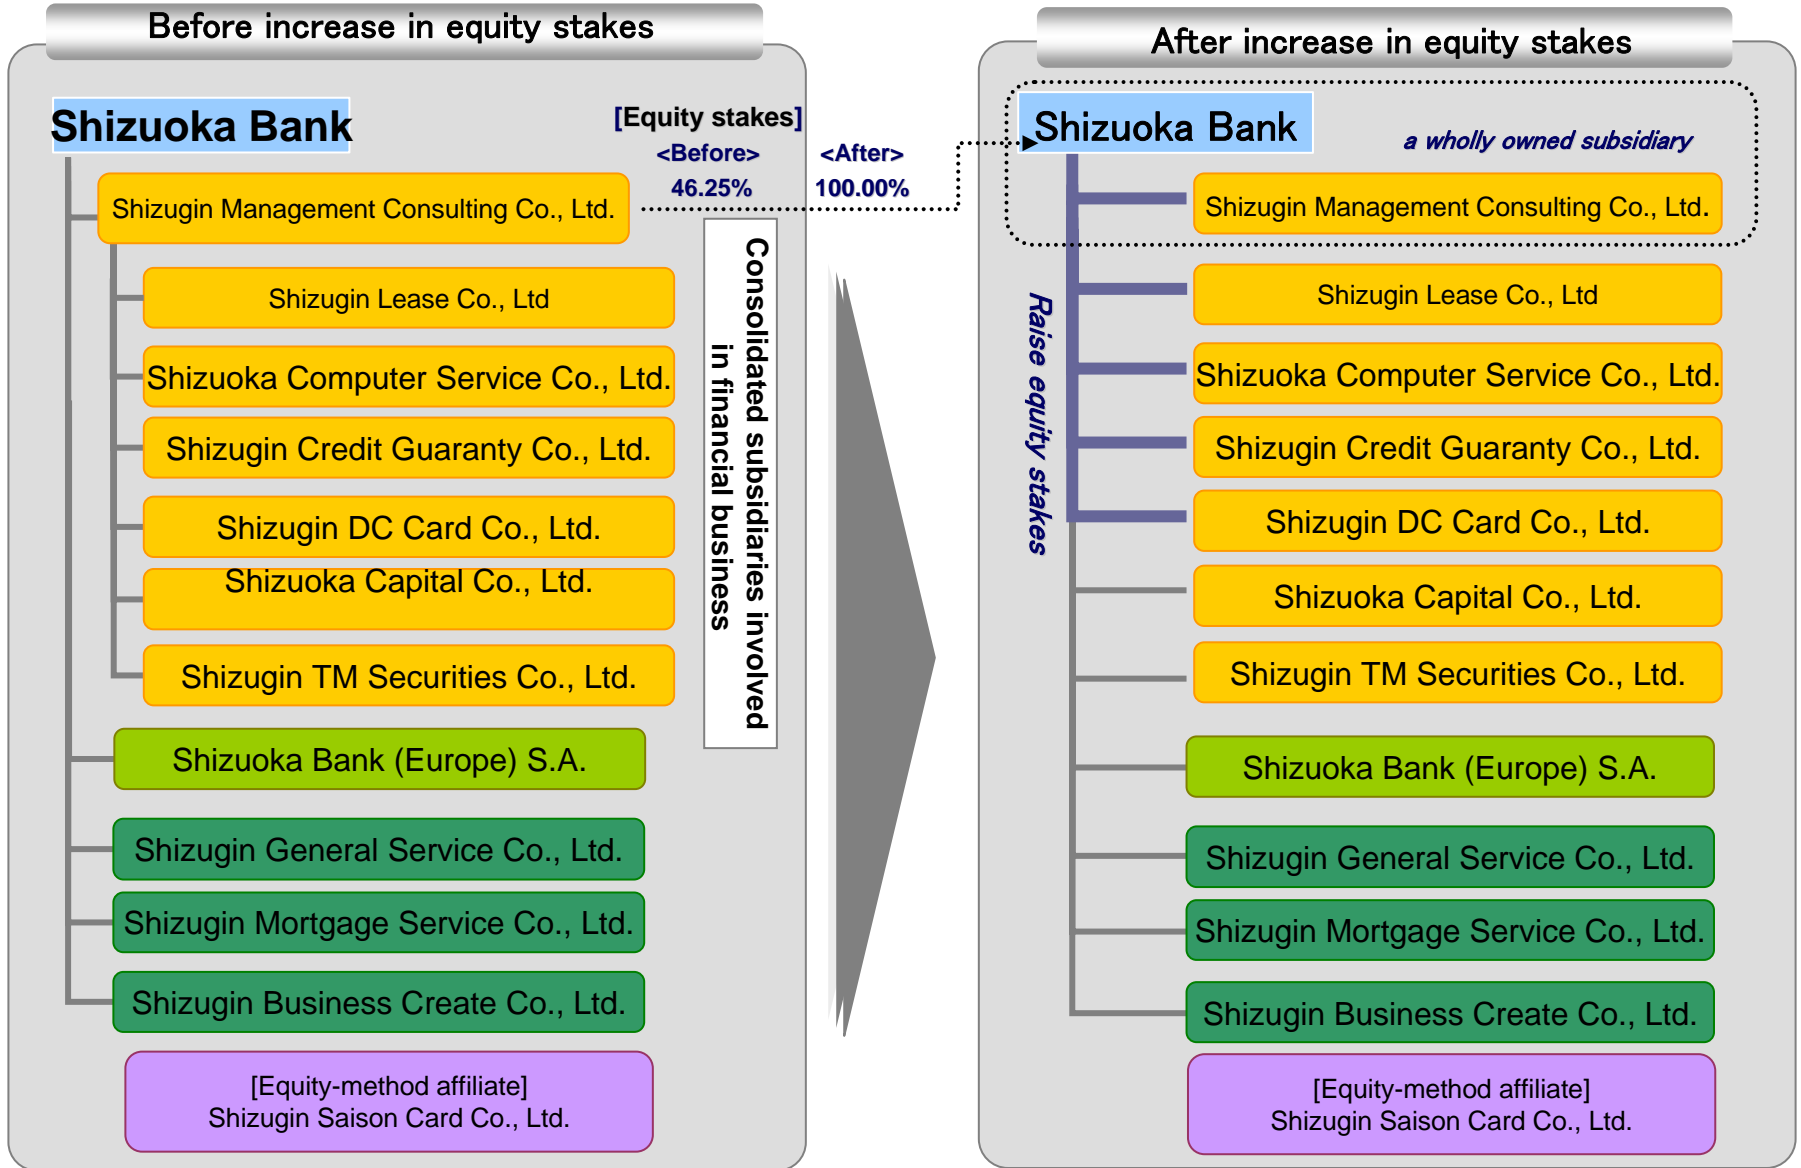 Before increase in equity stakes
Shizuoka Bank
[Equity stakes]
<Before>
<After>
46.25%
100.00%
Shizugin Management Consulting Co., Ltd.
Shizugin Lease Co., Ltd
Shizuoka Computer Service Co., Ltd.
Shizugin Credit Guaranty Co., Ltd.
Shizugin DC Card Co., Ltd.
Shizuoka Capital Co., Ltd.
Shizugin TM Securities Co., Ltd.
Consolidated subsidiaries involved
in financial business
Shizuoka Bank (Europe) S.A.
Shizugin General Service Co., Ltd.
Shizugin Mortgage Service Co., Ltd.
Shizugin Business Create Co., Ltd.
[Equity-method affiliate]
Shizugin Saison Card Co., Ltd.
After increase in equity stakes
Shizuoka Bank
a wholly owned subsidiary
Shizugin Management Consulting Co., Ltd.
Raise equity stakes
Shizugin Lease Co., Ltd
Shizuoka Computer Service Co., Ltd.
Shizugin Credit Guaranty Co., Ltd.
Shizugin DC Card Co., Ltd.
Shizuoka Capital Co., Ltd.
Shizugin TM Securities Co., Ltd.
Shizuoka Bank (Europe) S.A.
Shizugin General Service Co., Ltd.
Shizugin Mortgage Service Co., Ltd.
Shizugin Business Create Co., Ltd.
[Equity-method affiliate]
Shizugin Saison Card Co., Ltd.